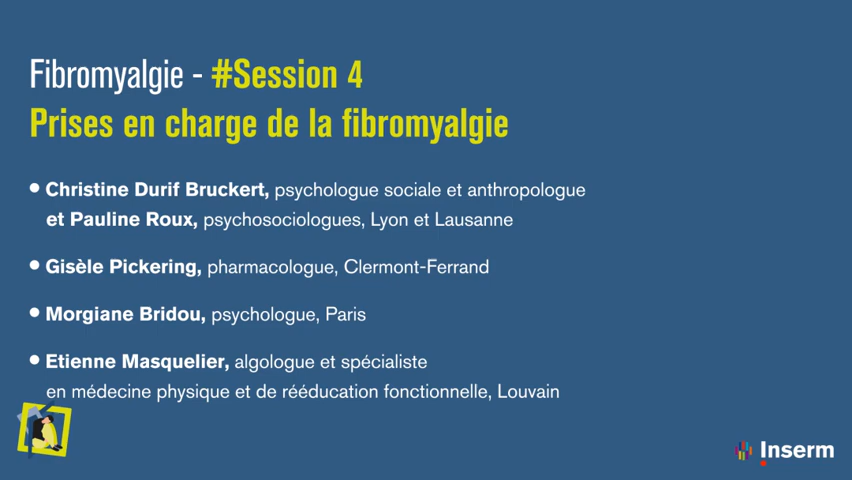 Fibromyalgie - #Session 4
Prises en charge de la fibromyalgie
• Christine Durif Bruckert, psychologue sociale et anthropologue
et Pauline Roux, psychosociologues, Lyon et Lausanne
• Gisèle Pickering, pharmacologue, Clermont-Ferrand
• Morgiane Bridou, psychologue, Paris
• Etienne Masquelier, algologue et spécialiste
en médecine physique et de rééducation fonctionnelle, Louvain
Inserm